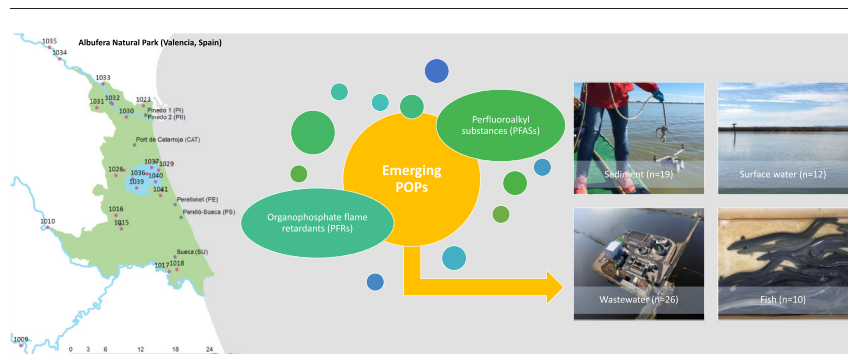 Albufera Natural Park (Valencia, Spain)
1035
1034
1033
1032
1031
1023
1030
Pinedo 1 (PI)
Pinedo 2 (PII)
Port de Catarroja (CAT)
1037
1029
1026
1036
1040
1039
1041
Perellanet (PE)
1016
Perelló-Sueca (PS)
1015
1010
Sueca (SU)
1017
1018
1009
0 3 6 12 18 24
Emerging
POPs
Perfluoroalkyl
substances (PFASs)
Organophosphate flame
retardants (PFRs)
Sediment (n=19)
Surface water (n=12)
Wastewater (n=26)
Fish (n=10)